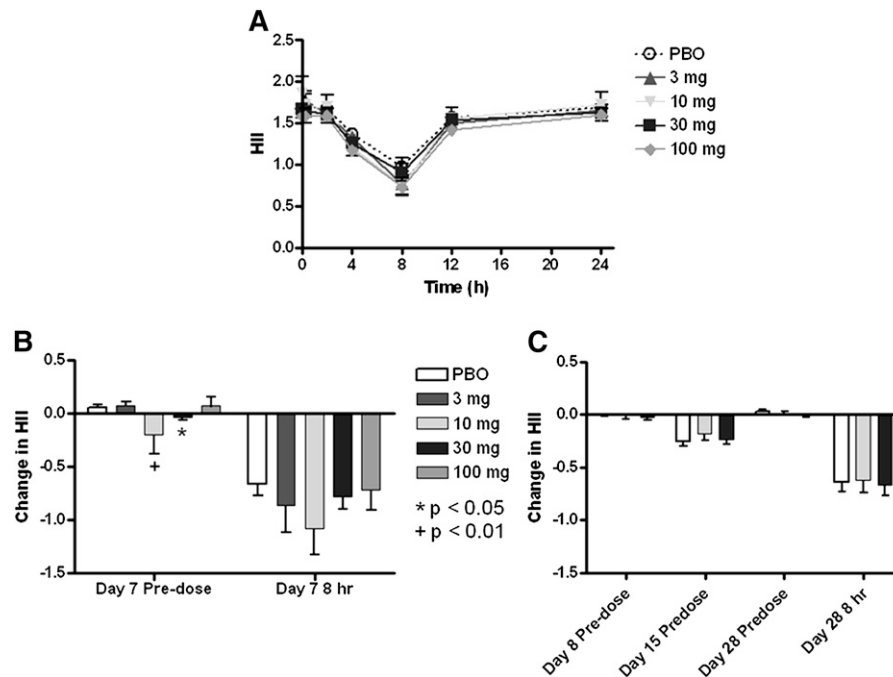 A
PBO
3 mg
10 mg
30 mg
100 mg
2.5
2.0
1.5
1.0
0.5
0.0
HII
0 4 8 12 16 20 24
Time (h)
B
0.5
0.0
-0.5
-1.0
-1.5
Change in HII
+
*
Day 7 Pre-dose Day 7 8 hr
PBO
3 mg
10 mg
30 mg
100 mg
* p < 0.05
+ p < 0.01
C
0.5
0.0
-0.5
-1.0
-1.5
Change in HII
Day 8 Pre-dose
Day 15 Predose
Day 28 Predose
Day 28 8 hr